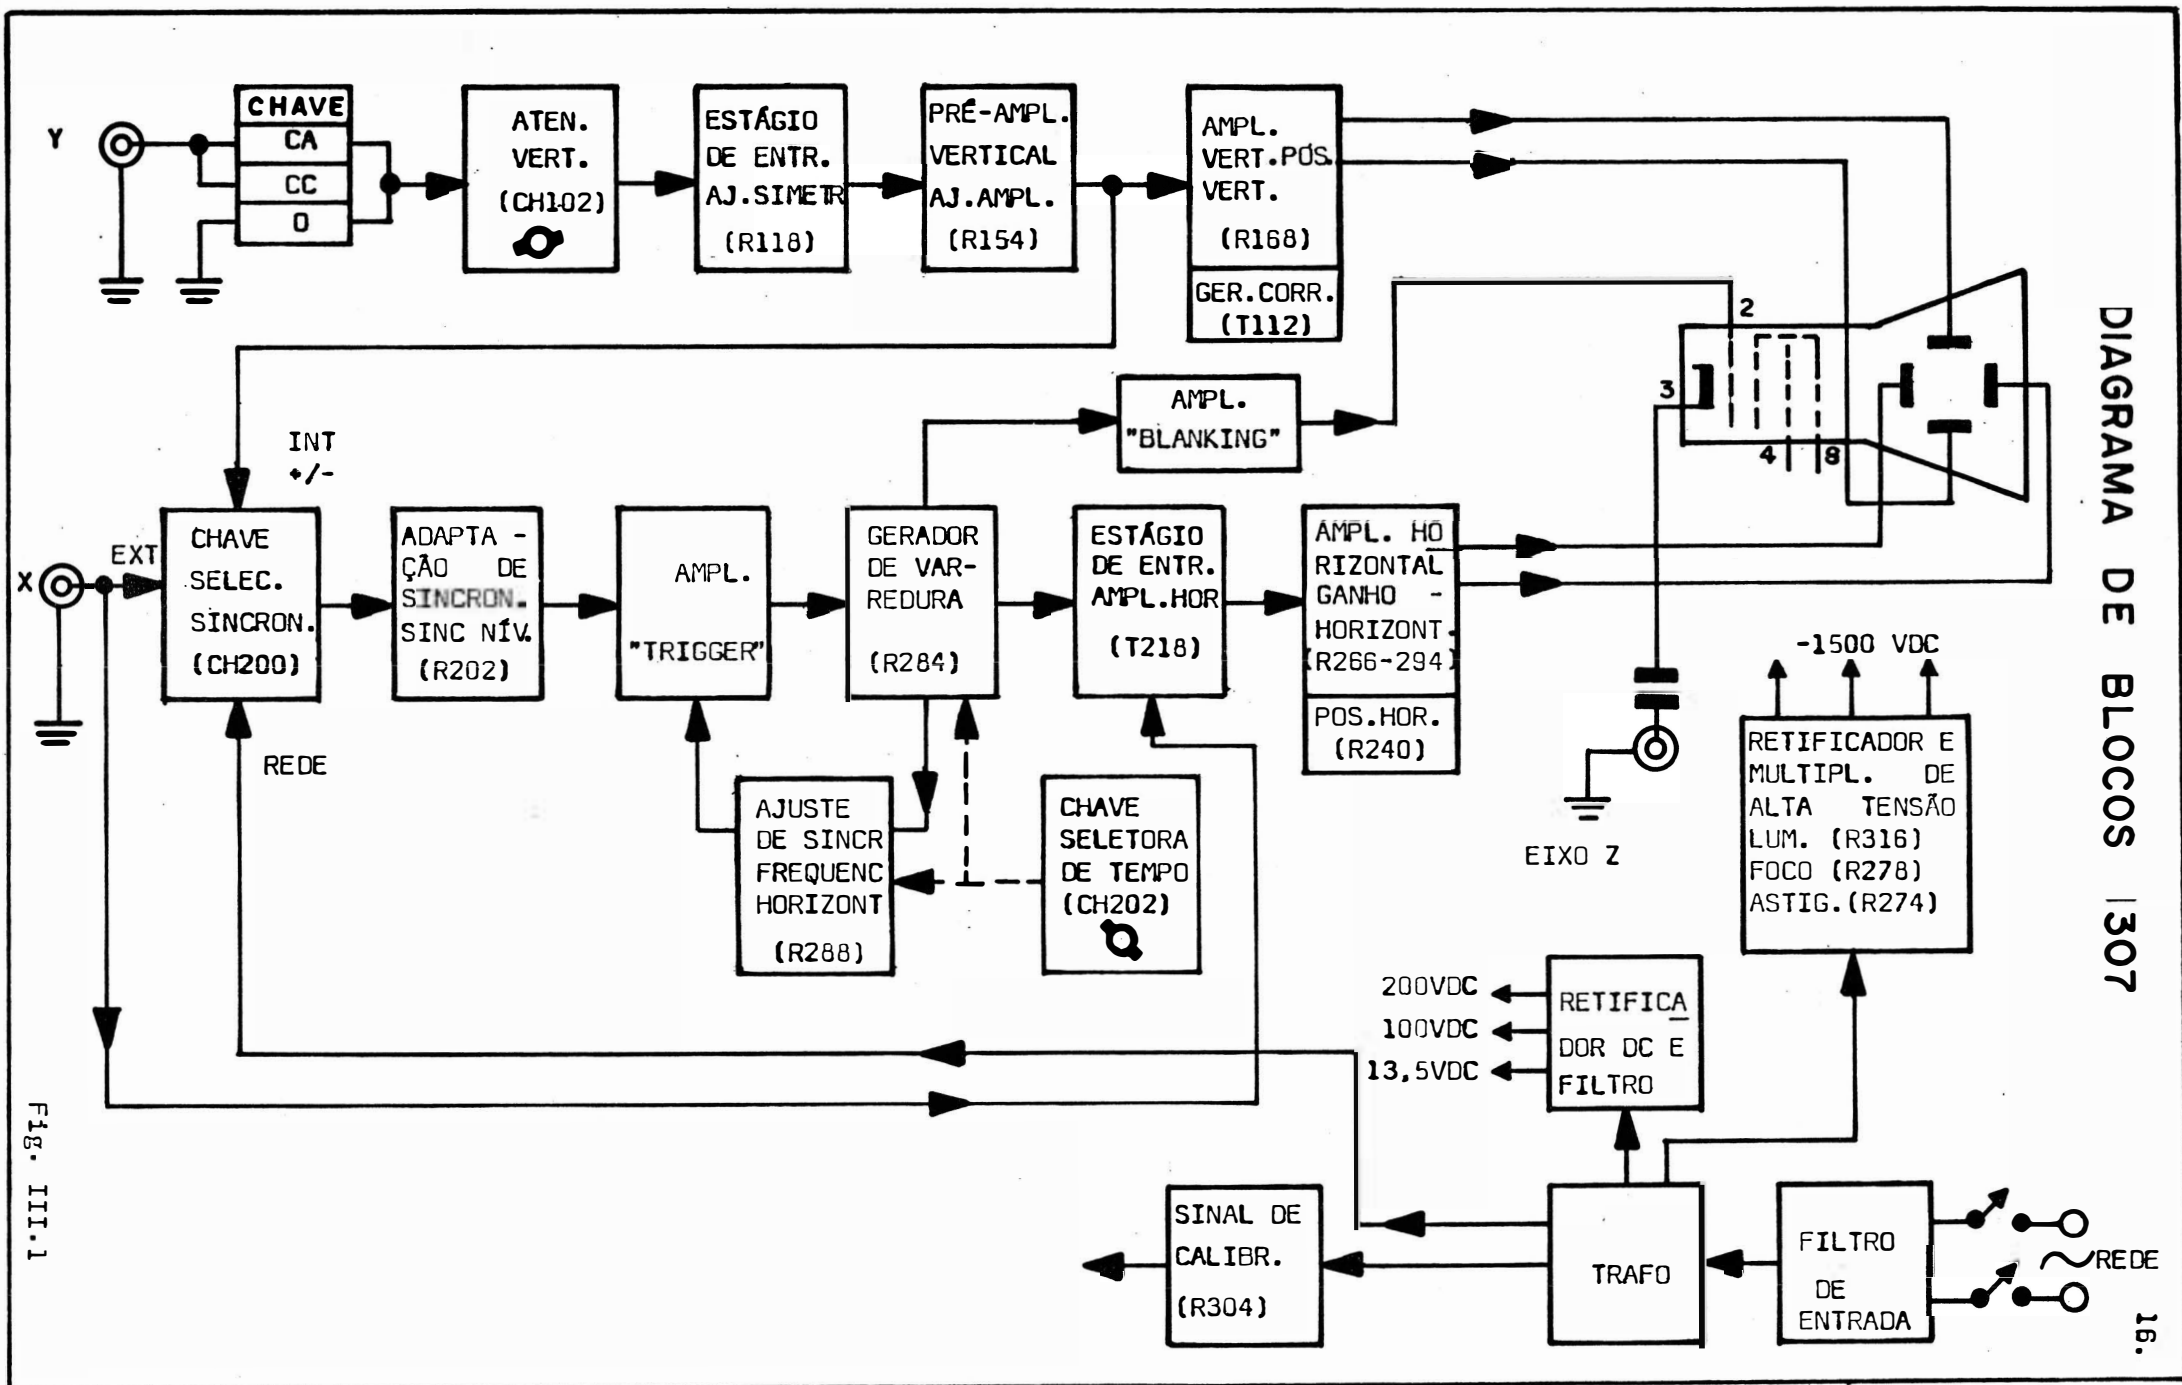 Y
CHAVE
CA
CC
0
ATEN.
VERT.
(CH102)
ESTÁGIO
DE ENTR.
AJ.SIMETR
(R118)
PRÉ-AMPL.
VERTICAL
AJ.AMPL.
(R154)
AMPL.
VERT.PÓS.
VERT.
(R168)
GER.CORR.
(T112)
2
3
4
8
AMPL.
"BLANKING"
INT
+/-
X
EXT
CHAVE
SELEC.
SINCRON.
(CH200)
REDE
ADAPTA -
ÇÃO DE
SINCRON.
SINC NÍV.
(R202)
AMPL.
"TRIGGER"
GERADOR
DE VAR-
REDURA
(R284)
ESTÁGIO
DE ENTR.
AMPL.HOR
(T218)
AMPL. HO
RIZONTAL
GANHO -
HORIZONT.
(R266-294)
POS.HOR.
(R240)
AJUSTE
DE SINCR
FREQUENC
HORIZONT
(R288)
CHAVE
SELETORA
DE TEMPO
(CH202)
EIXO Z
-1500 VDC
RETIFICADOR E
MULTIPL. DE
ALTA TENSÃO
LUM. (R316)
FOCO (R278)
ASTIG.(R274)
200VDC
100VDC
13,5VDC
RETIFICA
DOR DC E
FILTRO
SINAL DE
CALIBR.
(R304)
TRAFO
FILTRO
DE
ENTRADA
REDE
DIAGRAMA DE BLOCOS 1307
Fig. III.1
16.